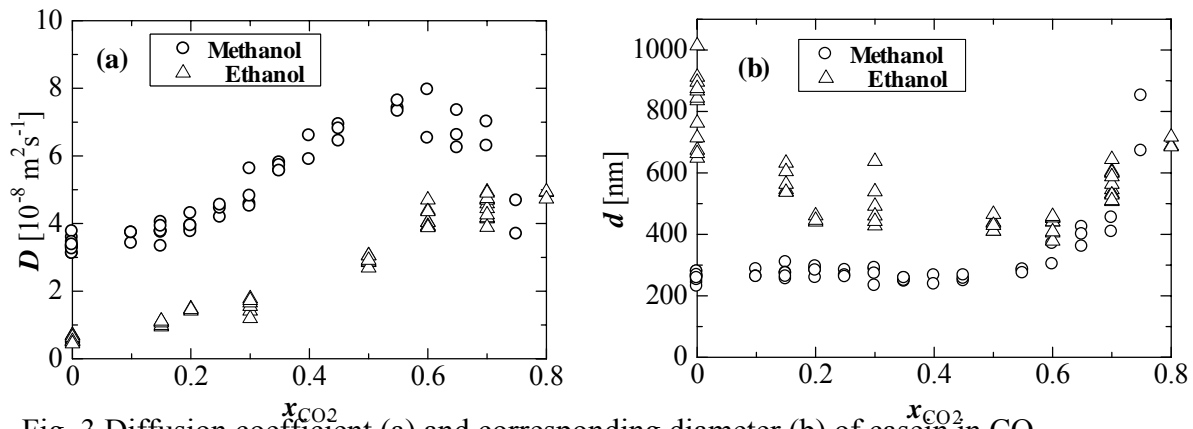 10
8
6
4
2
0
D [10⁻⁸ m²s⁻¹]
(a)
Methanol
Ethanol
0 0.2 0.4 0.6 0.8
x_CO2
1000
800
600
400
200
0
d [nm]
(b)
Methanol
Ethanol
0 0.2 0.4 0.6 0.8
x_CO2
Fig. 3 Diffusion coefficient (a) and corresponding diameter (b) of casein in CO